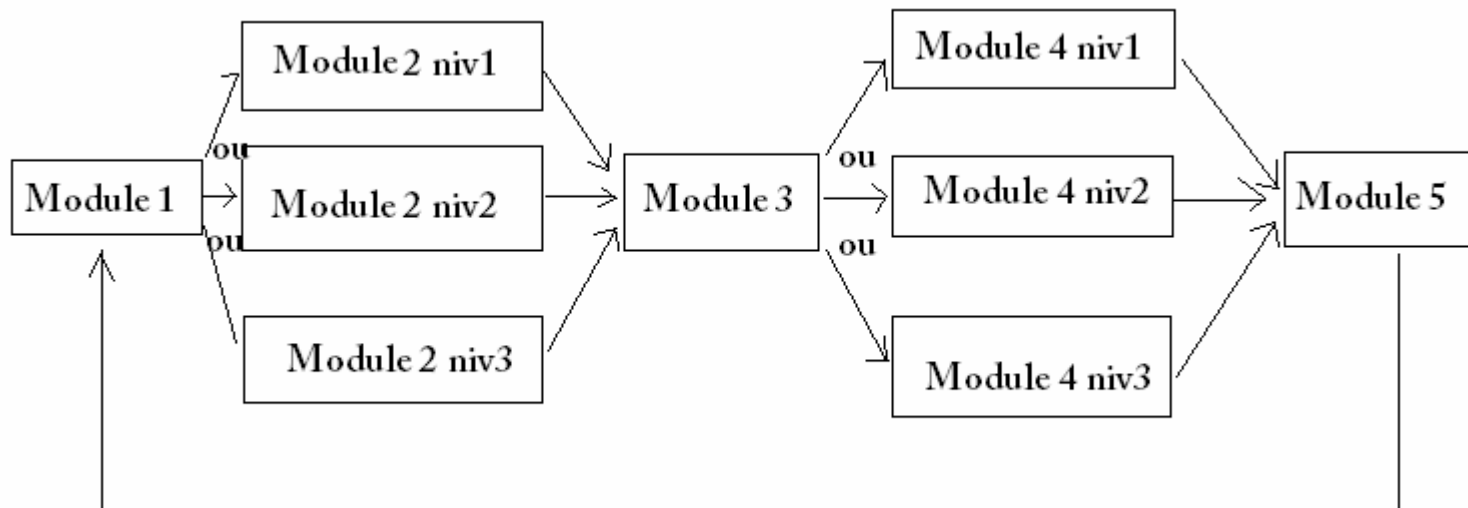 Module 2 niv1
Module 4 niv1
ou
ou
Module 1
Module 2 niv2
Module 3
Module 4 niv2
Module 5
ou
ou
Module 2 niv3
Module 4 niv3